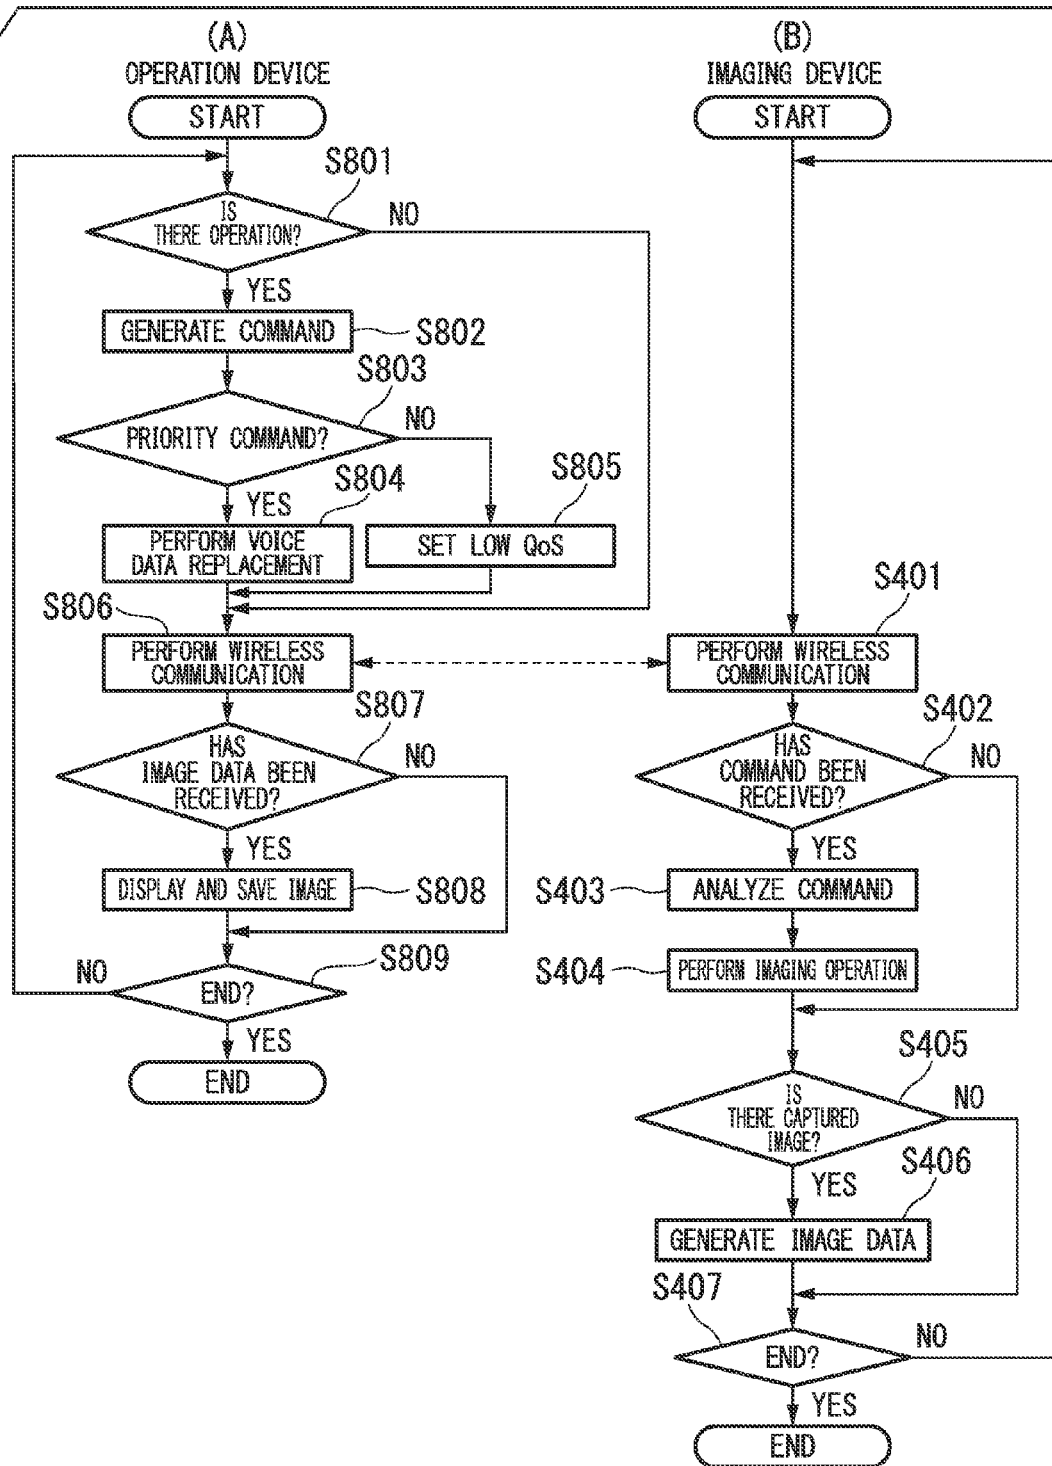 (A)
OPERATION DEVICE
START
S801
IS
THERE OPERATION?
NO
YES
GENERATE COMMAND
S802
S803
PRIORITY COMMAND?
NO
YES
S804
S805
PERFORM VOICE
DATA REPLACEMENT
SET LOW QoS
S806
PERFORM WIRELESS
COMMUNICATION
S807
HAS
IMAGE DATA BEEN
RECEIVED?
NO
YES
DISPLAY AND SAVE IMAGE
S808
S809
NO
END?
YES
END
(B)
IMAGING DEVICE
START
S401
PERFORM WIRELESS
COMMUNICATION
S402
HAS
COMMAND BEEN
RECEIVED?
NO
YES
S403
ANALYZE COMMAND
S404
PERFORM IMAGING OPERATION
S405
IS
THERE CAPTURED
IMAGE?
NO
YES
S406
GENERATE IMAGE DATA
S407
END?
NO
YES
END